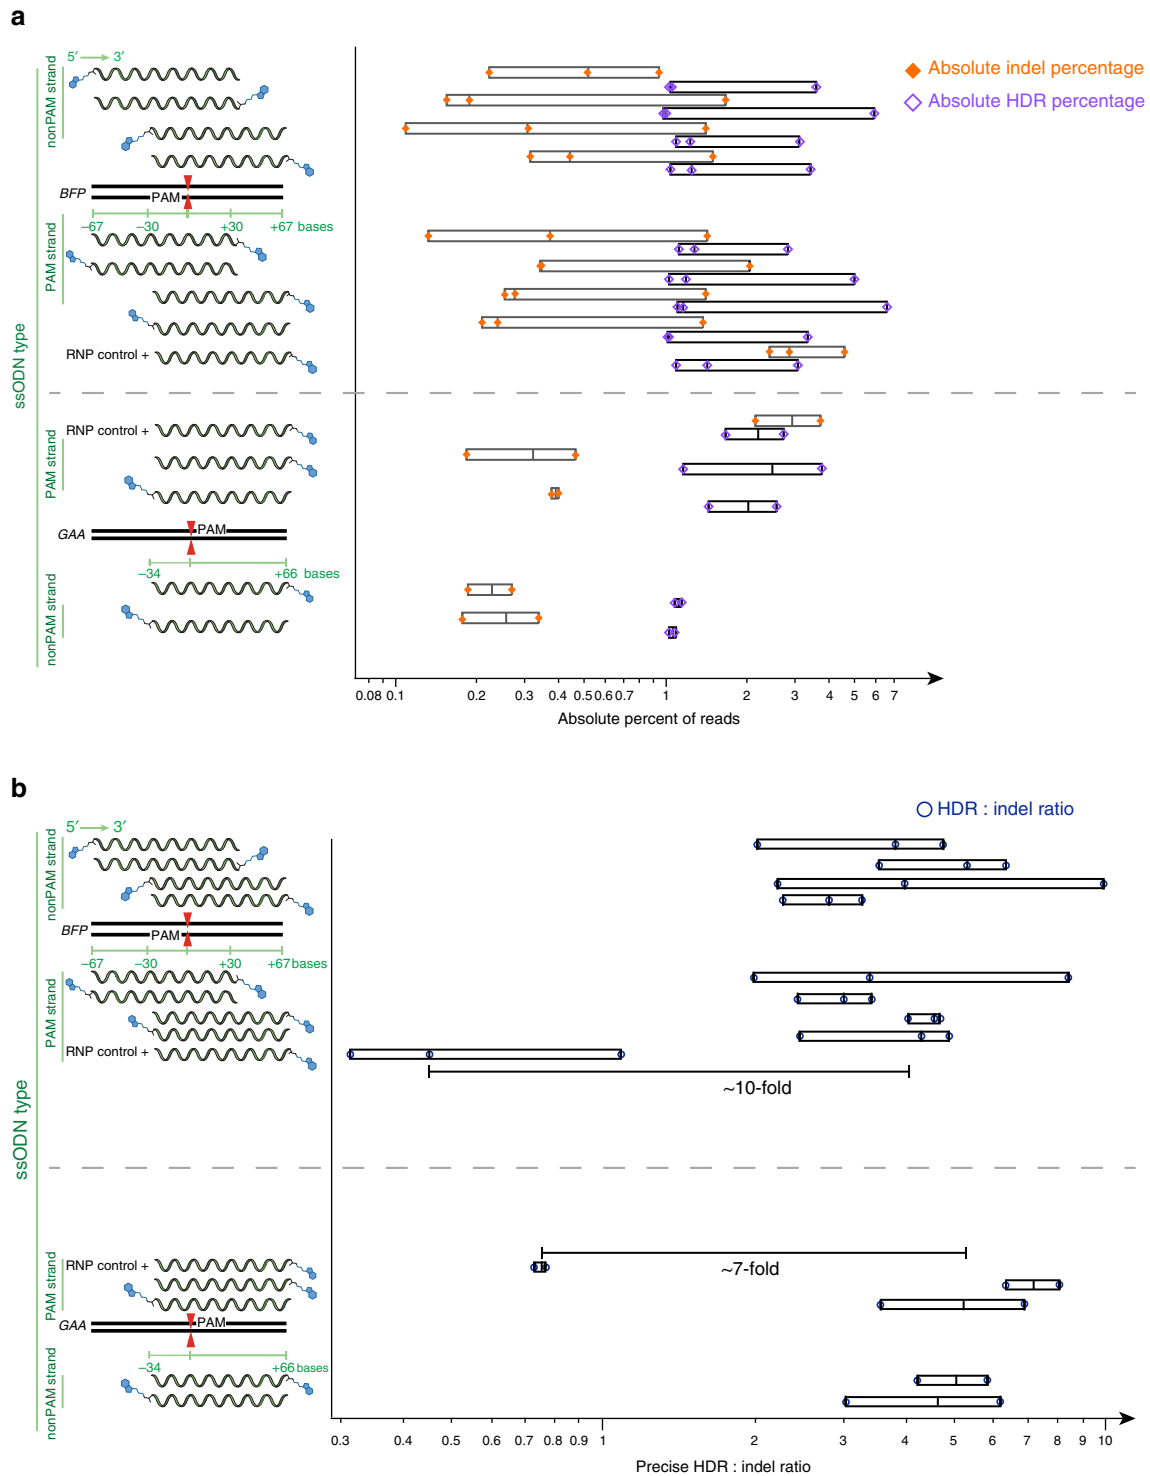 a
5′ 3′
Absolute indel percentage
Absolute HDR percentage
nonPAM strand
BFP
PAM
−67 −30 +30 +67 bases
PAM strand
RNP control +
ssODN type
RNP control +
PAM strand
GAA
PAM
−34 +66 bases
nonPAM strand
0.08 0.1 0.2 0.3 0.4 0.5 0.6 0.7 1 2 3 4 5 6 7
Absolute percent of reads
b
5′ 3′
HDR : indel ratio
nonPAM strand
BFP
PAM
−67 −30 +30 +67 bases
PAM strand
RNP control +
~10-fold
ssODN type
RNP control +
~7-fold
PAM strand
GAA
PAM
−34 +66 bases
nonPAM strand
0.3 0.4 0.5 0.6 0.7 0.8 0.9 1 2 3 4 5 6 7 8 9 10
Precise HDR : indel ratio